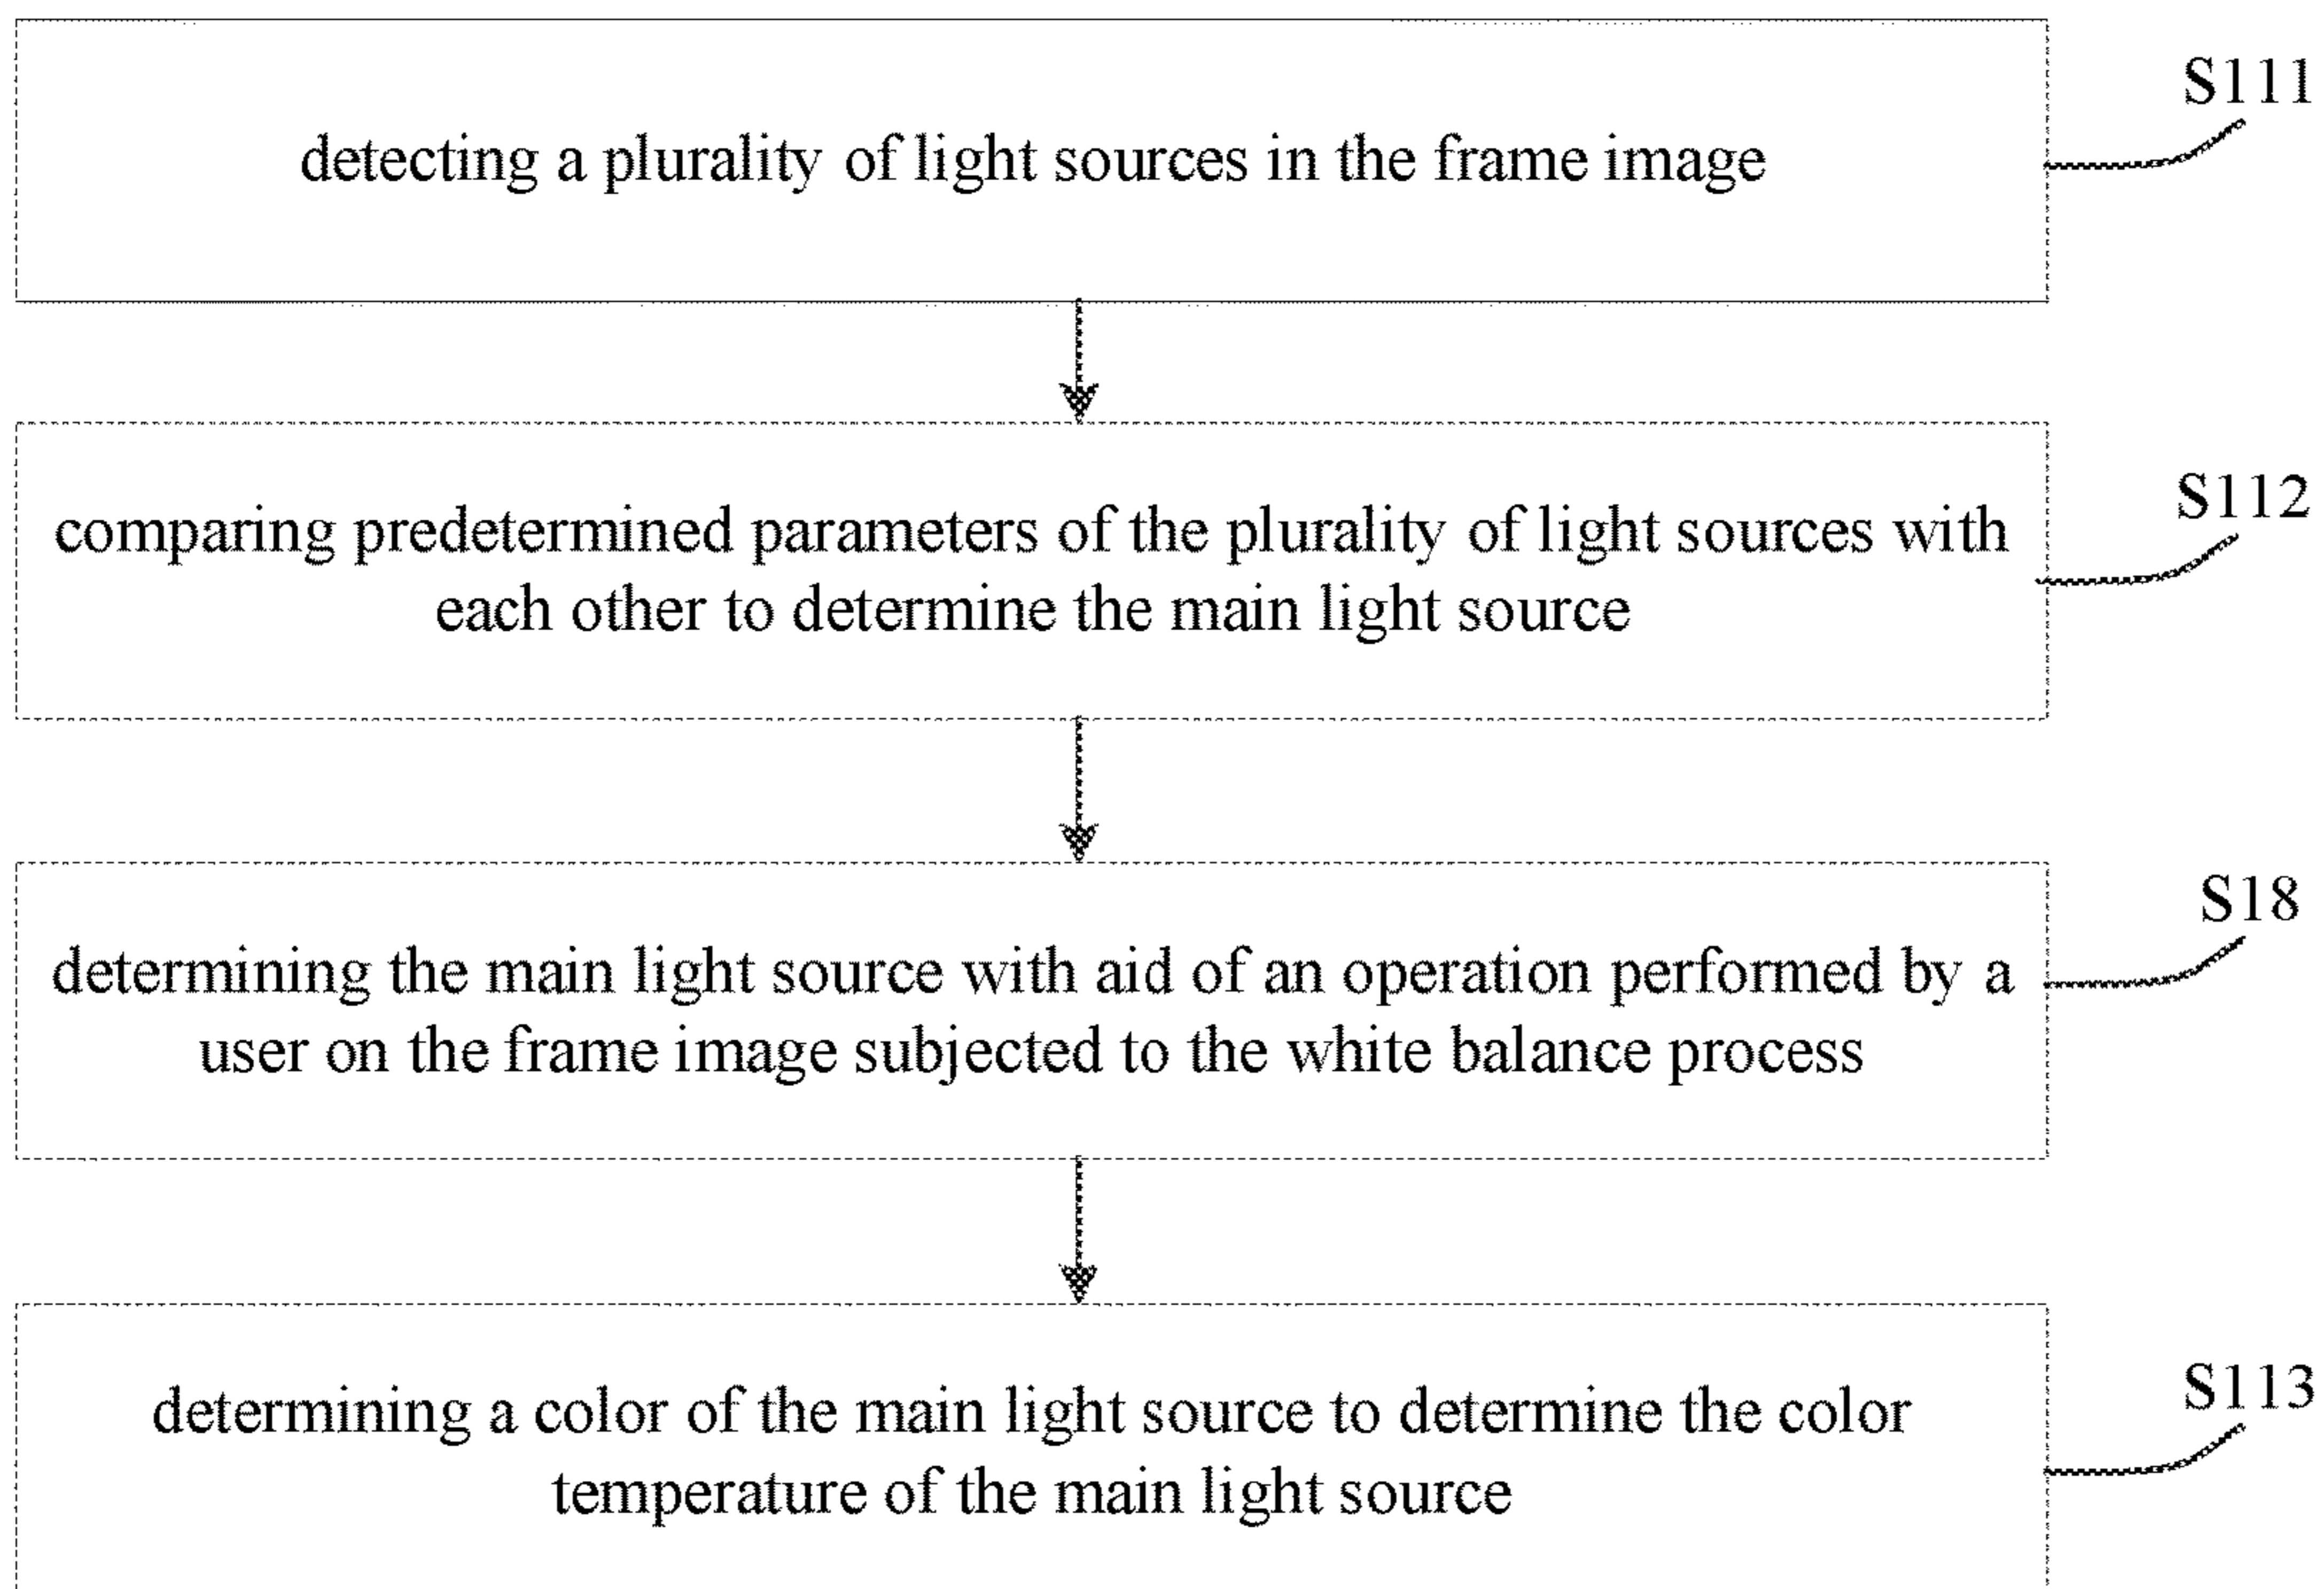 S111
detecting a plurality of light sources in the frame image
S112
comparing predetermined parameters of the plurality of light sources with
each other to determine the main light source
S18
determining the main light source with aid of an operation performed by a
user on the frame image subjected to the white balance process
S113
determining a color of the main light source to determine the color
temperature of the main light source